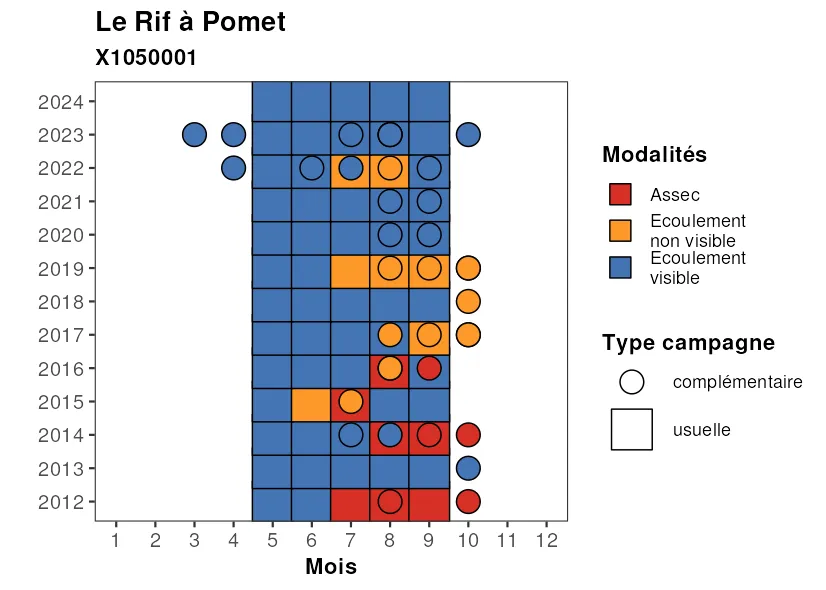 Le Rif à Pomet
X1050001
2024
2023
2022
2021
2020
2019
2018
2017
2016
2015
2014
2013
2012
1 2 3 4 5 6 7 8 9 10 11 12
Mois
Modalités
Assec
Ecoulement
non visible
Ecoulement
visible
Type campagne
complémentaire
usuelle